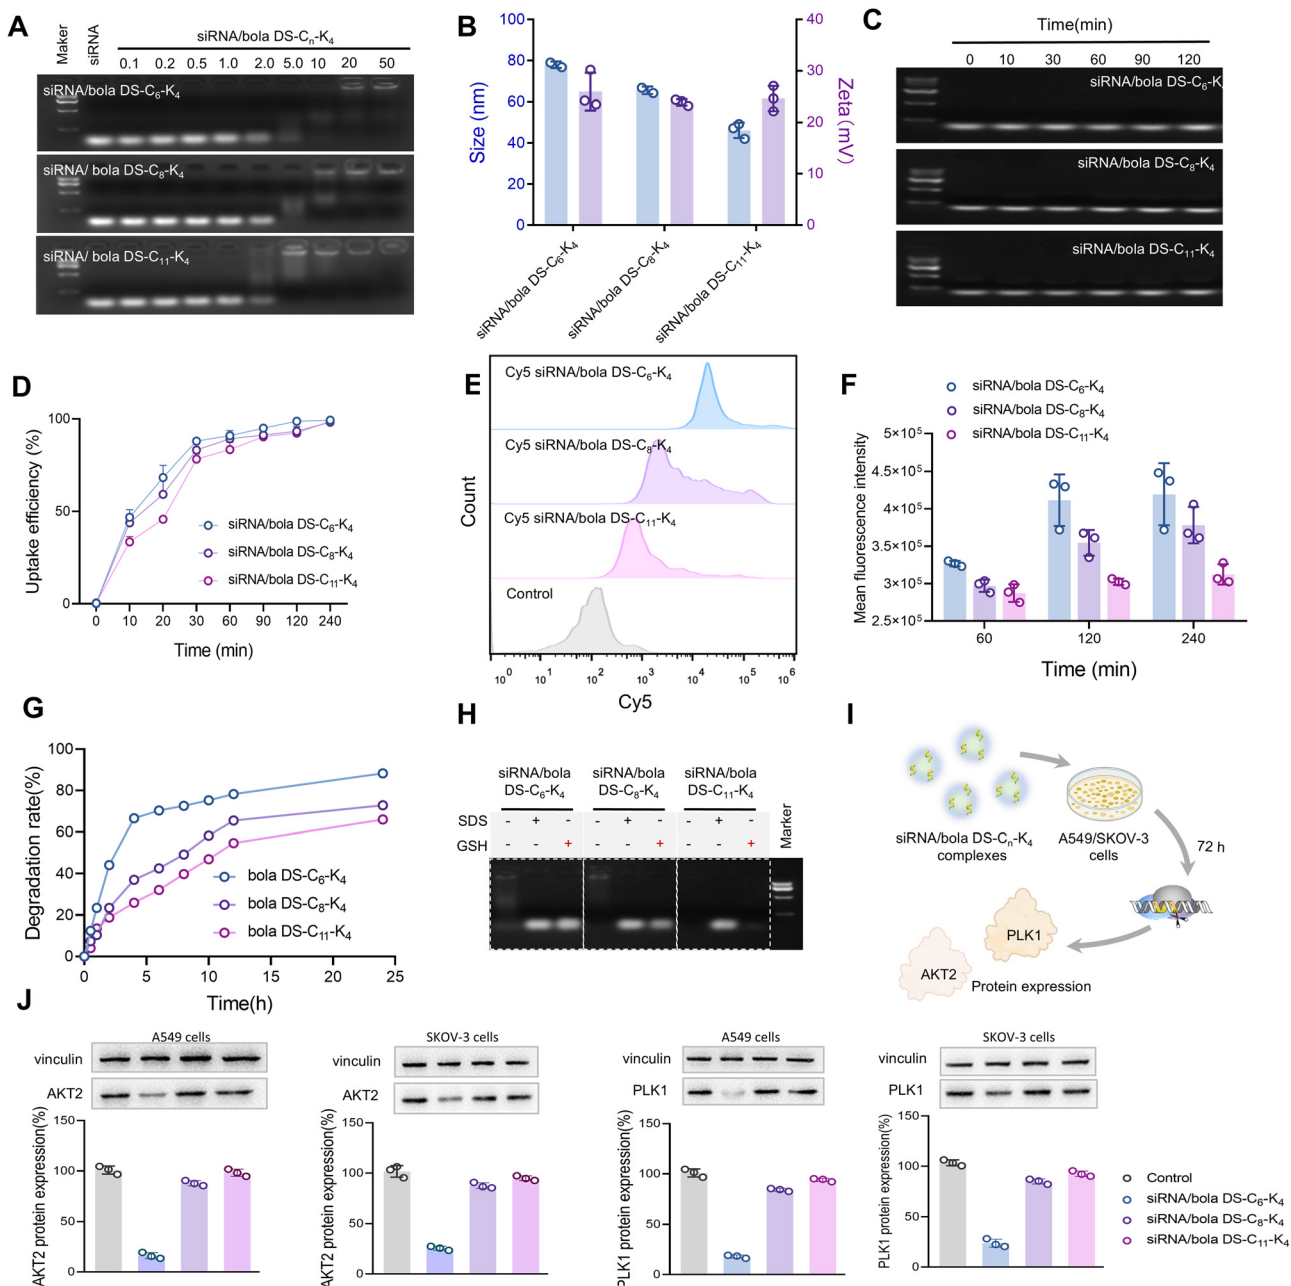 A
Maker
siRNA
siRNA/bola DS-Cn-K4
0.1 0.2 0.5 1.0 2.0 5.0 10 20 50
siRNA/bola DS-C6-K4
siRNA/ bola DS-C8-K4
siRNA/ bola DS-C11-K4
B
Size (nm)
100
80
60
40
20
0
Zeta (mV)
40
30
20
10
0
siRNA/bola DS-C6-K4
siRNA/bola DS-C8-K4
siRNA/bola DS-C11-K4
C
Time(min)
0 10 30 60 90 120
siRNA/bola DS-C6-K
siRNA/bola DS-C8-K4
siRNA/bola DS-C11-K4
D
Uptake efficiency (%)
100
50
0
siRNA/bola DS-C6-K4
siRNA/bola DS-C8-K4
siRNA/bola DS-C11-K4
0 10 20 30 60 90 120 240
Time (min)
E
Count
Cy5 siRNA/bola DS-C6-K4
Cy5 siRNA/bola DS-C8-K4
Cy5 siRNA/bola DS-C11-K4
Control
10^0 10^1 10^2 10^3 10^4 10^5 10^6
Cy5
F
siRNA/bola DS-C6-K4
siRNA/bola DS-C8-K4
siRNA/bola DS-C11-K4
Mean fluorescence intensity
5×10^5
4.5×10^5
4×10^5
3.5×10^5
3×10^5
2.5×10^5
60 120 240
Time (min)
G
Degradation rate(%)
100
80
60
40
20
0
bola DS-C6-K4
bola DS-C8-K4
bola DS-C11-K4
0 5 10 15 20 25
Time(h)
H
siRNA/bola DS-C6-K4
siRNA/bola DS-C8-K4
siRNA/bola DS-C11-K4
Marker
SDS - + - - + - - + -
GSH - - + - - + - - +
I
siRNA/bola DS-Cn-K4
complexes
A549/SKOV-3
cells
72 h
PLK1
AKT2
Protein expression
J
A549 cells
vinculin
AKT2
AKT2 protein expression(%)
150
100
50
0
SKOV-3 cells
vinculin
AKT2
AKT2 protein expression(%)
150
100
50
0
A549 cells
vinculin
PLK1
PLK1 protein expression(%)
150
100
50
0
SKOV-3 cells
vinculin
PLK1
PLK1 protein expression(%)
150
100
50
0
Control
siRNA/bola DS-C6-K4
siRNA/bola DS-C8-K4
siRNA/bola DS-C11-K4